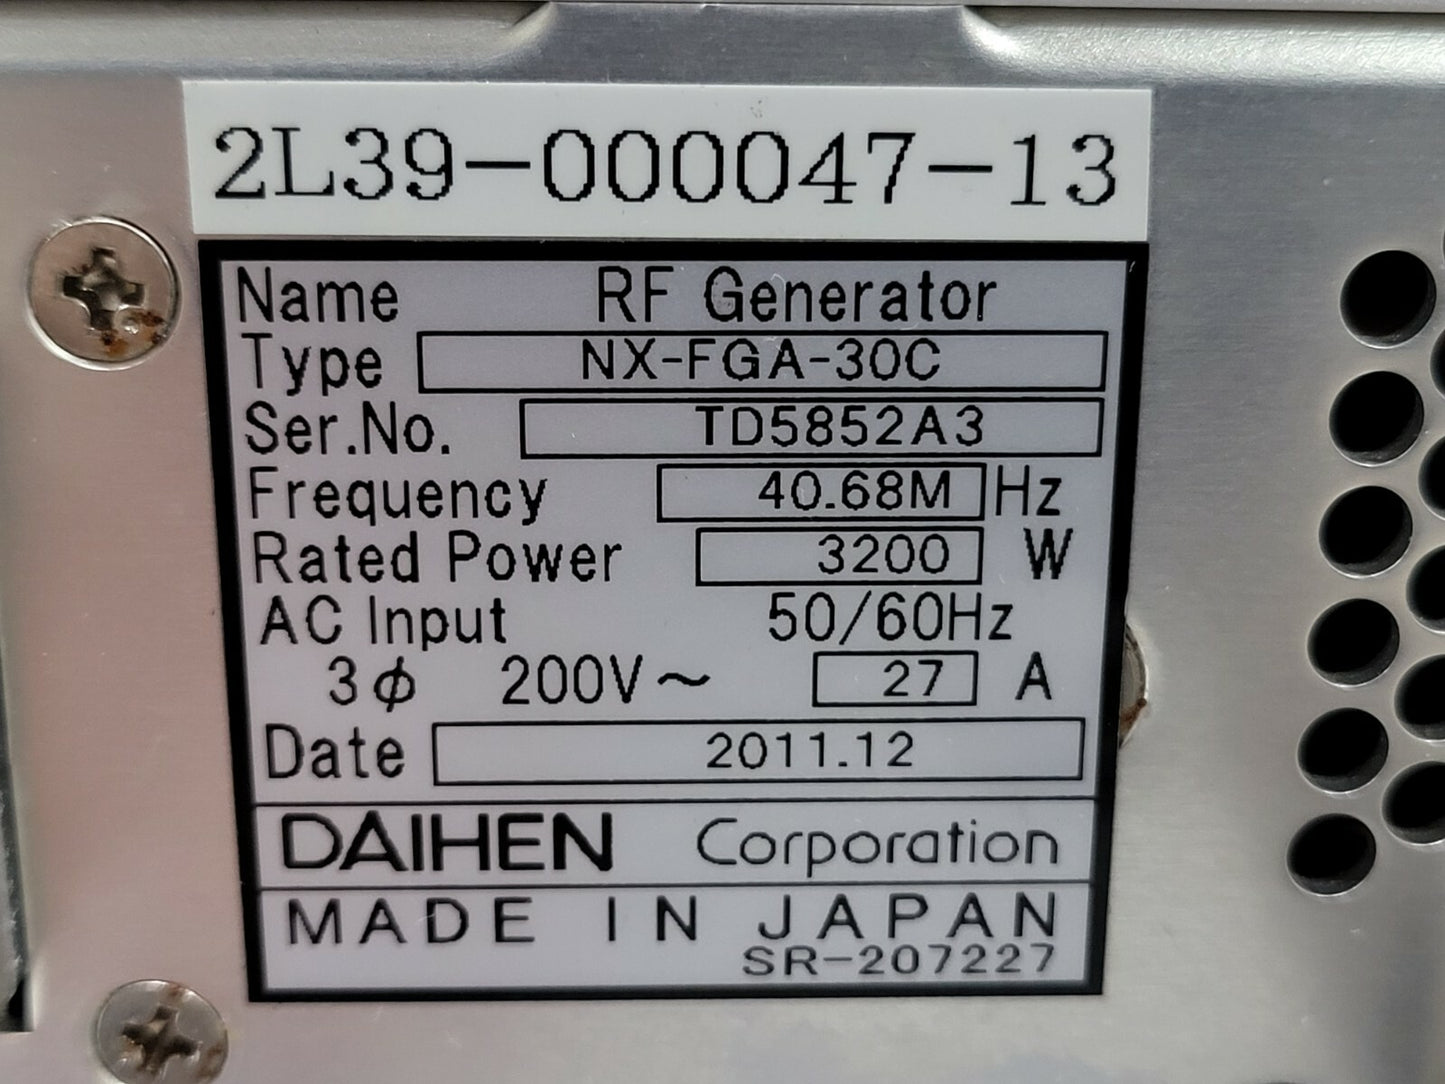 2L39-000047-13
Name RF Generator
Type NX-FGA-30C
Ser.No. TD5852A3
Frequency 40.68M Hz
Rated Power 3200 W
AC Input 50/60Hz
3ϕ 200V～ 27 A
Date 2011.12
DAIHEN Corporation
MADE IN JAPAN
SR-207227